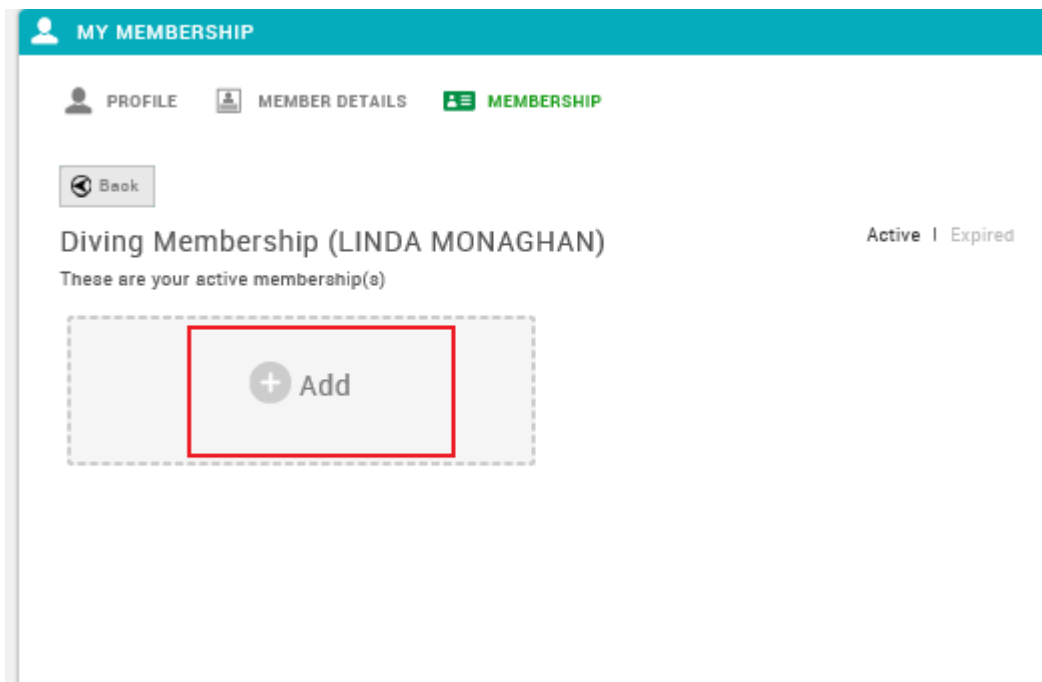 MY MEMBERSHIP
PROFILE MEMBER DETAILS MEMBERSHIP
Back
Diving Membership (LINDA MONAGHAN) Active | Expired
These are your active membership(s)
Add